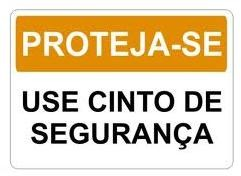 PROTEJA-SE
USE CINTO DE
SEGURANÇA